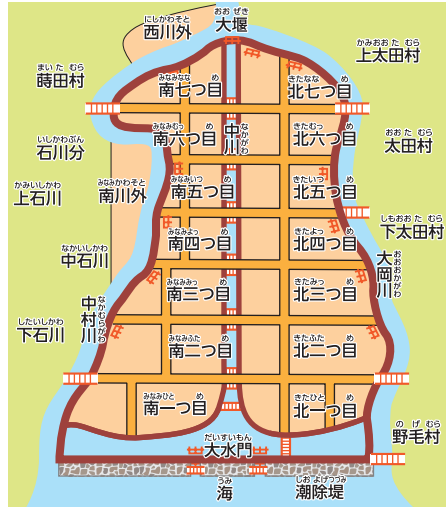 にしかわそと
西川外
おお ぜき
大堰
かみおお た むら
上太田村
まい た むら
蒔田村
みなみなな め
南七つ目
きたなな め
北七つ目
なかがわ
中川
みなみむっ め
南六つ目
きたむっ め
北六つ目
おお た むら
太田村
いしかわぶん
石川分
かみいしかわ
上石川
みなみかわそと
南川外
みなみいつ め
南五つ目
きたいつ め
北五つ目
しもおお た むら
下太田村
みなみよっ め
南四つ目
きたよっ め
北四つ目
なかいしかわ
中石川
おおおかがわ
大岡川
みなみみっ め
南三つ目
きたみっ め
北三つ目
なかむらがわ
中村川
したいしかわ
下石川
みなみふた め
南二つ目
きたふた め
北二つ目
みなみひと め
南一つ目
きたひと め
北一つ目
の げ むら
野毛村
だいすいもん
大水門
うみ
海
しお よけづつみ
潮除堤